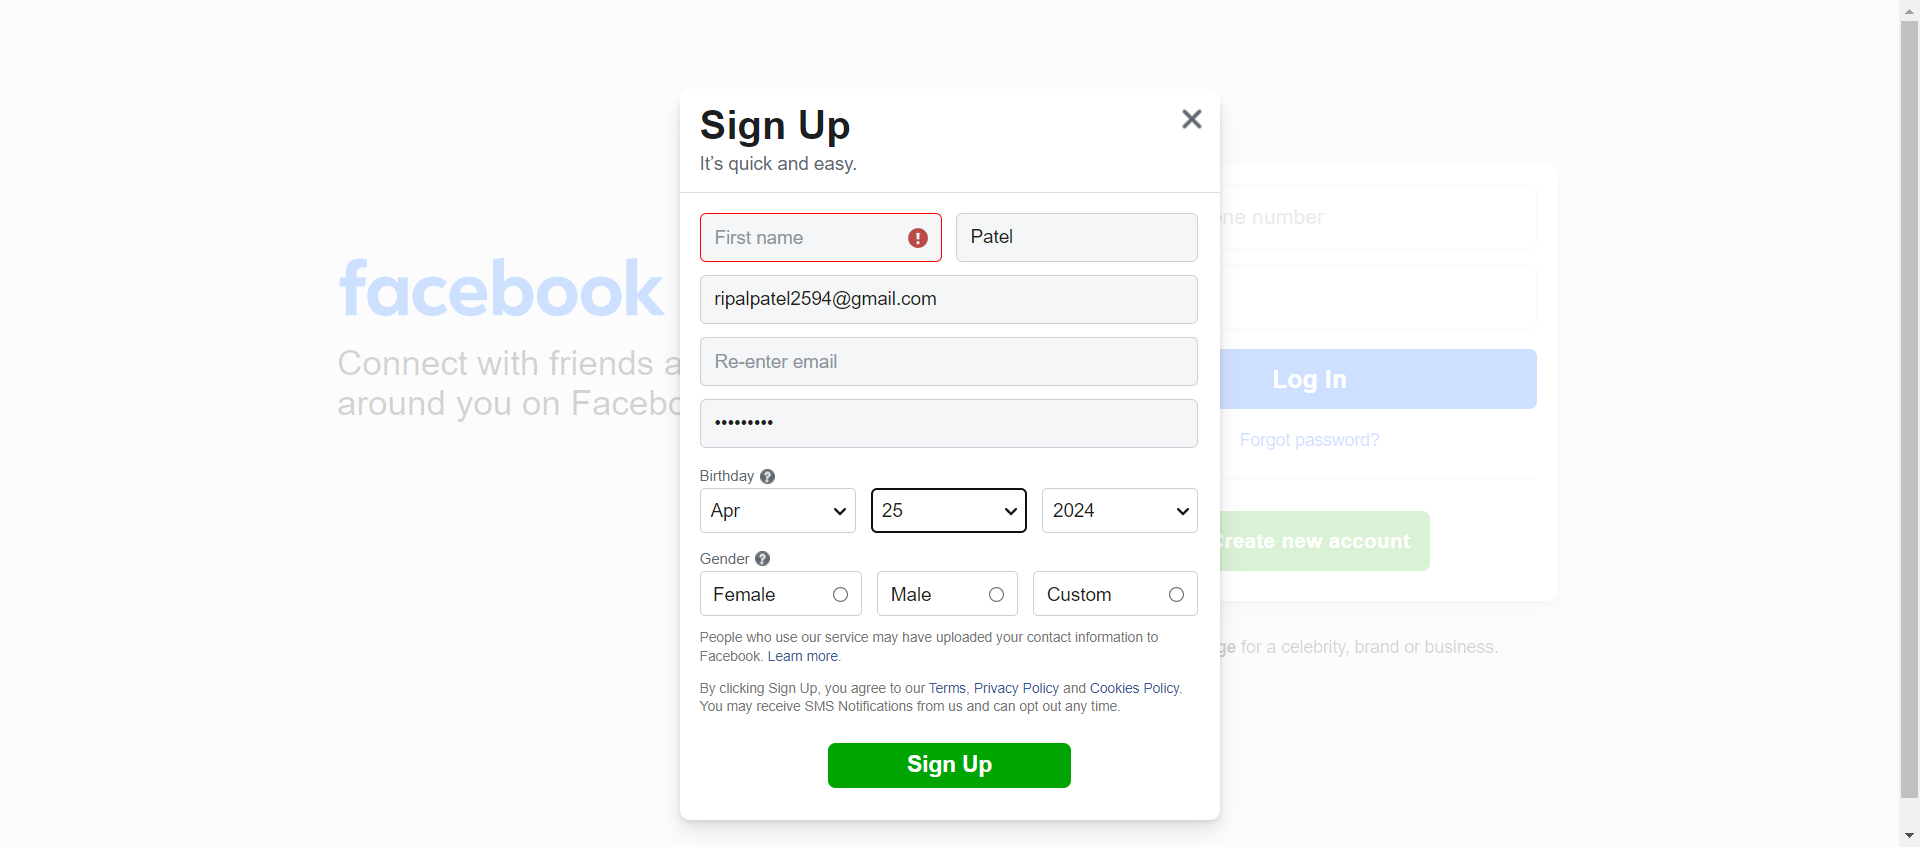 Sign Up
It's quick and easy.
First name
Patel
ripalpatel2594@gmail.com
Re-enter email
•••••••••
Birthday
Apr
25
2024
Gender
Female
Male
Custom
People who use our service may have uploaded your contact information to
Facebook. Learn more.
By clicking Sign Up, you agree to our Terms, Privacy Policy and Cookies Policy.
You may receive SMS Notifications from us and can opt out any time.
Sign Up
facebook
Connect with friends
around you on
number
Log In
Forgot password?
new account
for a celebrity, brand or business.